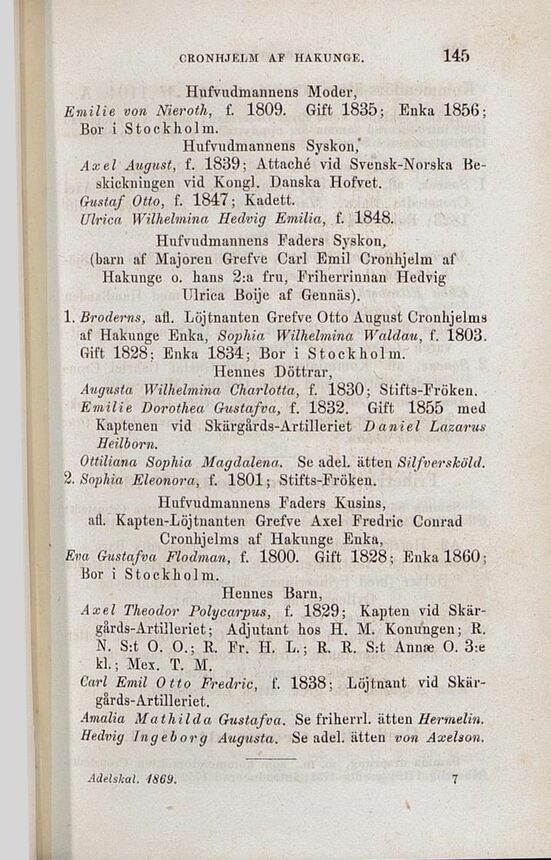 CRONHJELM AF HAKUNGE. 145
Hufvudmannens Moder,
Emilie von Nieroth, f. 1809. Gift 1835; Enka 1856;
Bor i Stockholm.
Hufvudmannens Syskon,
Axel August, f. 1839; Attaché vid Svensk-Norska Be-
skickningen vid Kongl. Danska Hofvet.
Gustaf Otto, f. 1847; Kadett.
Ulrica Wilhelmina Hedvig Emilia, f. 1848.
Hufvudmannens Faders Syskon,
(barn af Majoren Grefve Carl Emil Cronhjelm af
Hakunge o. hans 2:a fru, Friherrinnan Hedvig
Ulrica Boije af Gennäs).
1. Broderns, afl. Löjtnanten Grefve Otto August Cronhjelms
af Hakunge Enka, Sophia Wilhelmina Waldau, f. 1803.
Gift 1828; Enka 1834; Bor i Stockholm.
Hennes Döttrar,
Augusta Wilhelmina Charlotta, f. 1830; Stifts-Fröken.
Emilie Dorothea Gustafva, f. 1832. Gift 1855 med
Kaptenen vid Skärgårds-Artilleriet Daniel Lazarus
Heilborn.
Ottiliana Sophia Magdalena. Se adel. ätten Silfversköld.
2. Sophia Eleonora, f. 1801; Stifts-Fröken.
Hufvudmannens Faders Kusins,
afl. Kapten-Löjtnanten Grefve Axel Fredric Conrad
Cronhjelms af Hakunge Enka,
Eva Gustafva Flodman, f. 1800. Gift 1828; Enka 1860;
Bor i Stockholm.
Hennes Barn,
Axel Theodor Polycarpus, f. 1829; Kapten vid Skär-
gårds-Artilleriet; Adjutant hos H. M. Konungen; R.
N. S:t O. O.; R. Fr. H. L.; R. R. S:t Annæ O. 3:e
kl.; Mex. T. M.
Carl Emil Otto Fredric, f. 1838; Löjtnant vid Skär-
gårds-Artilleriet.
Amalia Mathilda Gustafva. Se friherrl. ätten Hermelin.
Hedvig Ingeborg Augusta. Se adel. ätten von Axelson.
Adelskal. 1869. 7